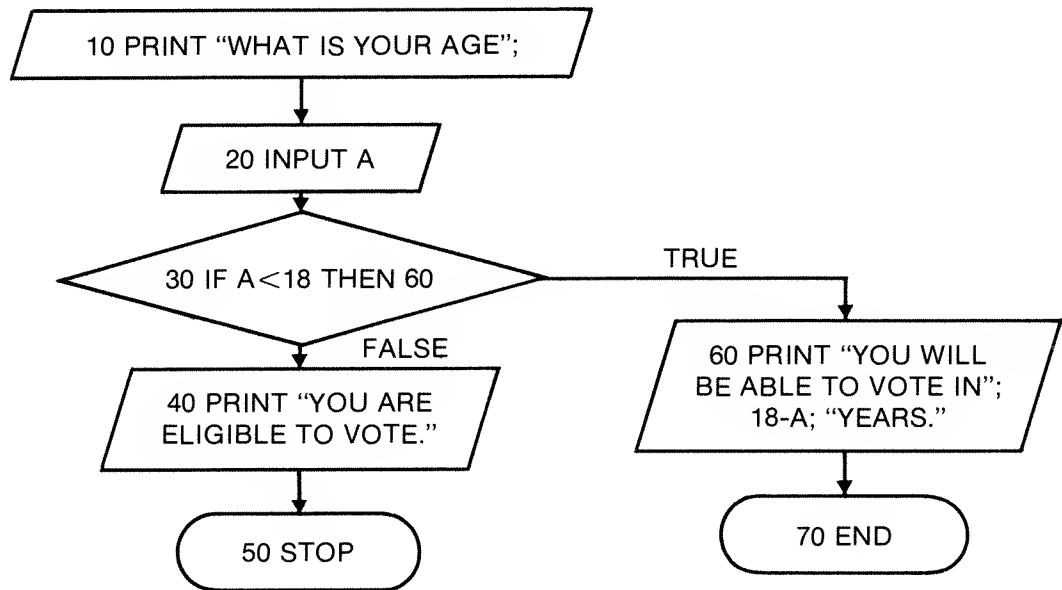 10 PRINT “WHAT IS YOUR AGE”;
20 INPUT A
30 IF A<18 THEN 60
TRUE
FALSE
40 PRINT “YOU ARE
ELIGIBLE TO VOTE.”
50 STOP
60 PRINT “YOU WILL
BE ABLE TO VOTE IN”;
18-A; “YEARS.”
70 END